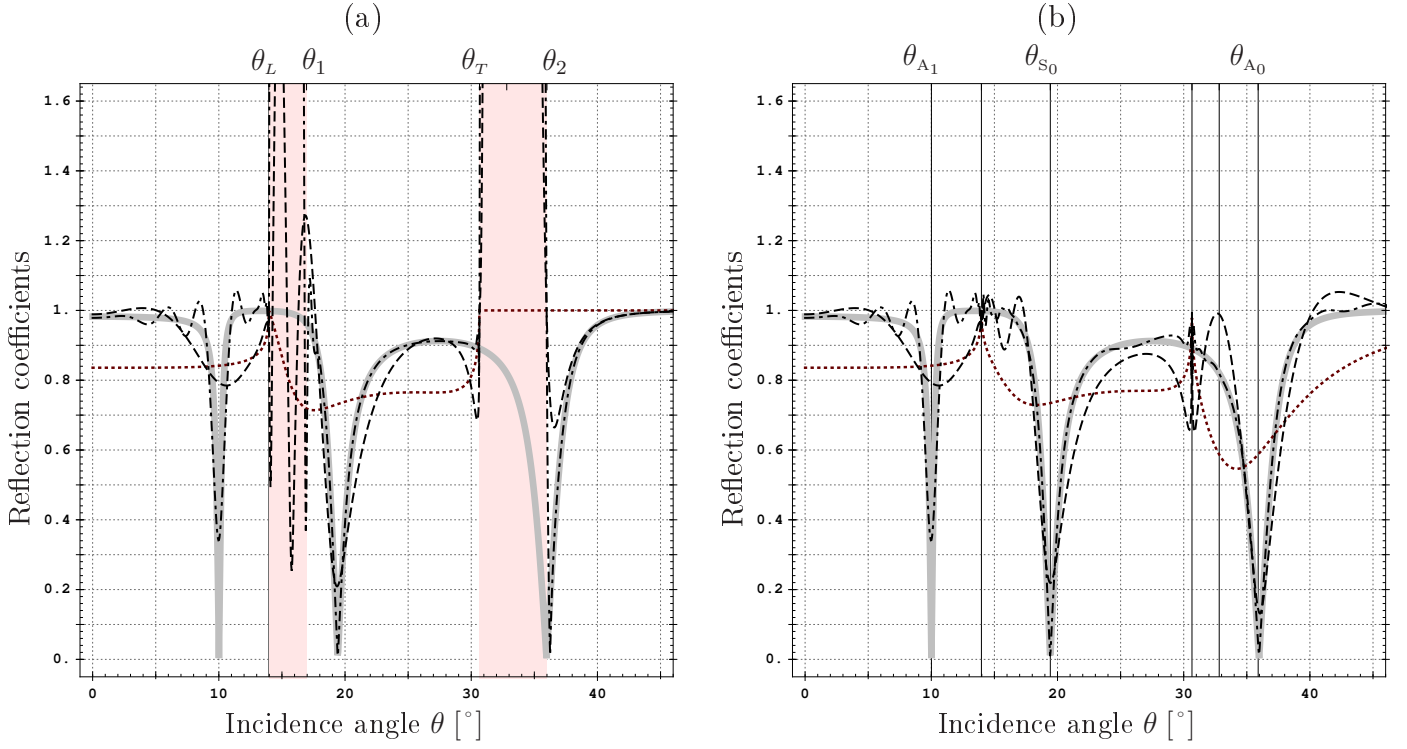 (a)
(b)
θL θ1 θT θ2
θA1 θS0 θA0
1.6
1.4
1.2
1.
0.8
0.6
0.4
0.2
0.
0 10 20 30 40
Incidence angle θ [°]
Reflection coefficients
1.6
1.4
1.2
1.
0.8
0.6
0.4
0.2
0.
0 10 20 30 40
Incidence angle θ [°]
Reflection coefficients